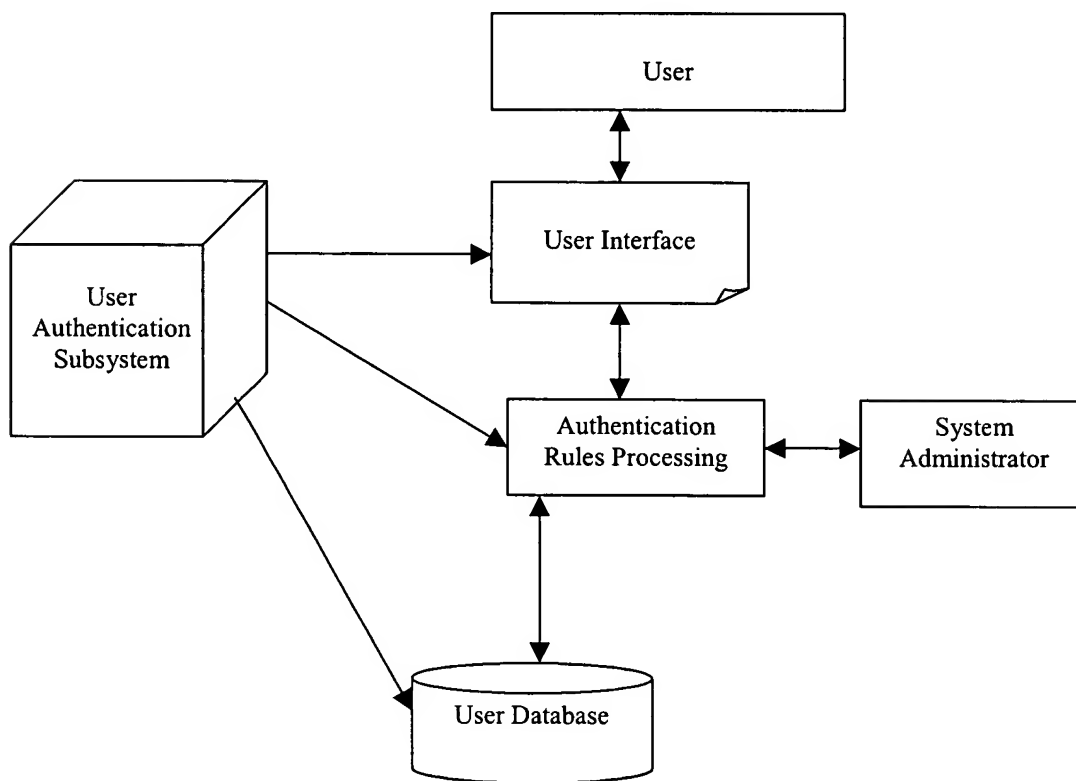 User
User Interface
User
Authentication
Subsystem
Authentication
Rules Processing
System
Administrator
User Database